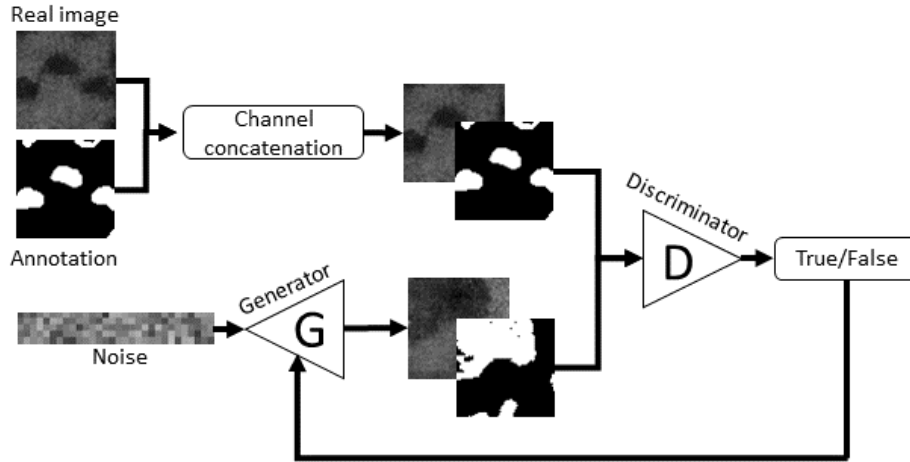 Real image
Channel
concatenation
Annotation
Discriminator
D
True/False
Generator
G
Noise